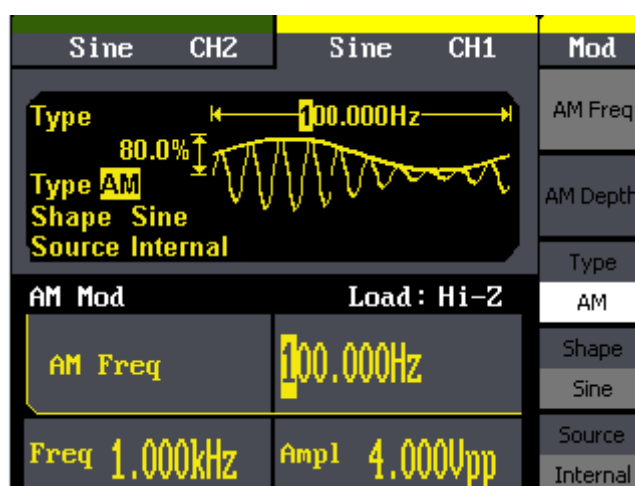 Sine CH2 Sine CH1 Mod
Type 100.000Hz
80.0%
Type AM
Shape Sine
Source Internal
AM Mod Load: Hi-Z
AM Freq 100.000Hz
Freq 1.000kHz Ampl 4.000Vpp
AM Freq
AM Depth
Type
AM
Shape
Sine
Source
Internal